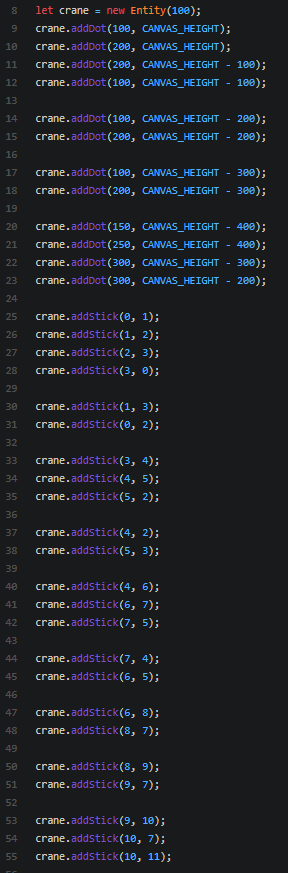 8 let crane = new Entity(100);
9 crane.addDot(100, CANVAS_HEIGHT);
10 crane.addDot(200, CANVAS_HEIGHT);
11 crane.addDot(200, CANVAS_HEIGHT - 100);
12 crane.addDot(100, CANVAS_HEIGHT - 100);
13
14 crane.addDot(100, CANVAS_HEIGHT - 200);
15 crane.addDot(200, CANVAS_HEIGHT - 200);
16
17 crane.addDot(100, CANVAS_HEIGHT - 300);
18 crane.addDot(200, CANVAS_HEIGHT - 300);
19
20 crane.addDot(150, CANVAS_HEIGHT - 400);
21 crane.addDot(250, CANVAS_HEIGHT - 400);
22 crane.addDot(300, CANVAS_HEIGHT - 300);
23 crane.addDot(300, CANVAS_HEIGHT - 200);
24
25 crane.addStick(0, 1);
26 crane.addStick(1, 2);
27 crane.addStick(2, 3);
28 crane.addStick(3, 0);
29
30 crane.addStick(1, 3);
31 crane.addStick(0, 2);
32
33 crane.addStick(3, 4);
34 crane.addStick(4, 5);
35 crane.addStick(5, 2);
36
37 crane.addStick(4, 2);
38 crane.addStick(5, 3);
39
40 crane.addStick(4, 6);
41 crane.addStick(6, 7);
42 crane.addStick(7, 5);
43
44 crane.addStick(7, 4);
45 crane.addStick(6, 5);
46
47 crane.addStick(6, 8);
48 crane.addStick(8, 7);
49
50 crane.addStick(8, 9);
51 crane.addStick(9, 7);
52
53 crane.addStick(9, 10);
54 crane.addStick(10, 7);
55 crane.addStick(10, 11);